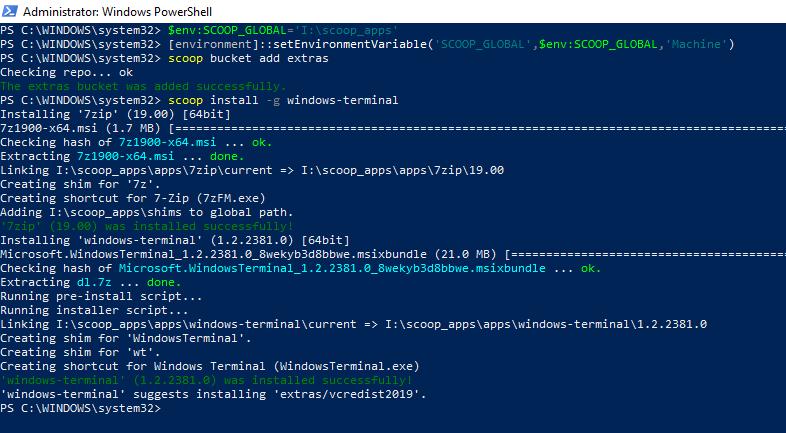 Administrator: Windows PowerShell
PS C:\WINDOWS\system32> $env:SCOOP_GLOBAL='I:\scoop_apps'
PS C:\WINDOWS\system32> [environment]::setEnvironmentVariable('SCOOP_GLOBAL',$env:SCOOP_GLOBAL,'Machine')
PS C:\WINDOWS\system32> scoop bucket add extras
Checking repo... ok
The extras bucket was added successfully.
PS C:\WINDOWS\system32> scoop install -g windows-terminal
Installing '7zip' (19.00) [64bit]
7z1900-x64.msi (1.7 MB) [=====================================================================================
Checking hash of 7z1900-x64.msi ... ok.
Extracting 7z1900-x64.msi ... done.
Linking I:\scoop_apps\apps\7zip\current => I:\scoop_apps\apps\7zip\19.00
Creating shim for '7z'.
Creating shortcut for 7-Zip (7zFM.exe)
Adding I:\scoop_apps\shims to global path.
'7zip' (19.00) was installed successfully!
Installing 'windows-terminal' (1.2.2381.0) [64bit]
Microsoft.WindowsTerminal_1.2.2381.0_8wekyb3d8bbwe.msixbundle (21.0 MB) [=======================================
Checking hash of Microsoft.WindowsTerminal_1.2.2381.0_8wekyb3d8bbwe.msixbundle ... ok.
Extracting dl.7z ... done.
Running pre-install script...
Running installer script...
Linking I:\scoop_apps\apps\windows-terminal\current => I:\scoop_apps\apps\windows-terminal\1.2.2381.0
Creating shim for 'WindowsTerminal'.
Creating shim for 'wt'.
Creating shortcut for Windows Terminal (WindowsTerminal.exe)
'windows-terminal' (1.2.2381.0) was installed successfully!
'windows-terminal' suggests installing 'extras/vcredist2019'.
PS C:\WINDOWS\system32>